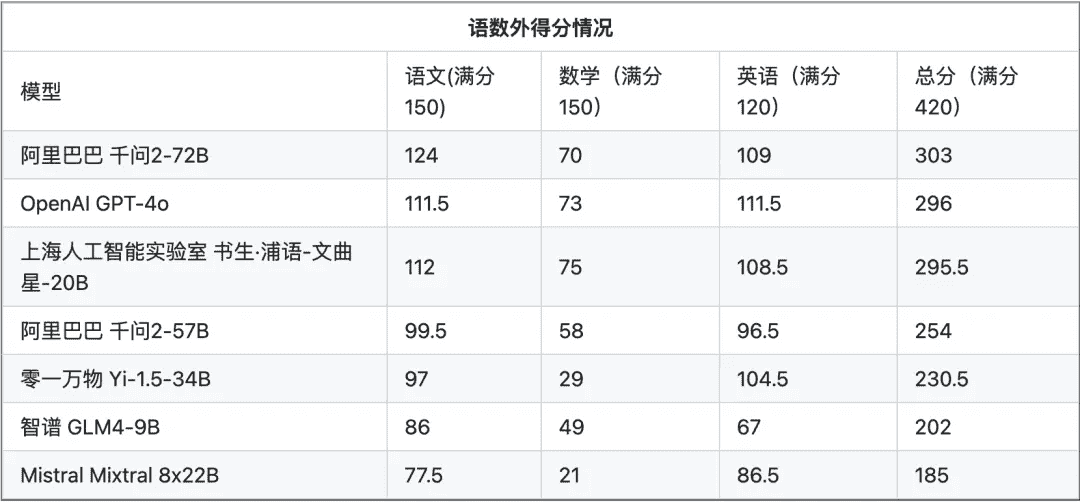 语数外得分情况
模型
语文(满分
150)
数学（满分
150）
英语（满分
120）
总分（满分
420）
阿里巴巴 千问2-72B
124
70
109
303
OpenAI GPT-4o
111.5
73
111.5
296
上海人工智能实验室 书生·浦语-文曲
星-20B
112
75
108.5
295.5
阿里巴巴 千问2-57B
99.5
58
96.5
254
零一万物 Yi-1.5-34B
97
29
104.5
230.5
智谱 GLM4-9B
86
49
67
202
Mistral Mixtral 8x22B
77.5
21
86.5
185